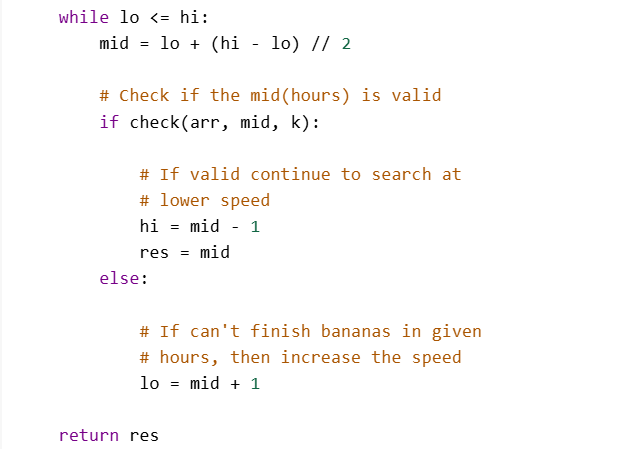 while lo <= hi:
mid = lo + (hi - lo) // 2
# Check if the mid(hours) is valid
if check(arr, mid, k):
# If valid continue to search at
# lower speed
hi = mid - 1
res = mid
else:
# If can't finish bananas in given
# hours, then increase the speed
lo = mid + 1
return res